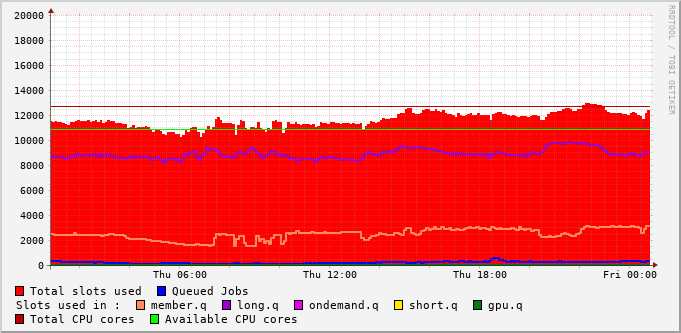 20000
18000
16000
14000
12000
10000
8000
6000
4000
2000
0
Thu 06:00 Thu 12:00 Thu 18:00 Fri 00:00
RRDTOOL / TOBI OETIKER
Total slots used Queued Jobs
Slots used in : member.q long.q ondemand.q short.q gpu.q
Total CPU cores Available CPU cores